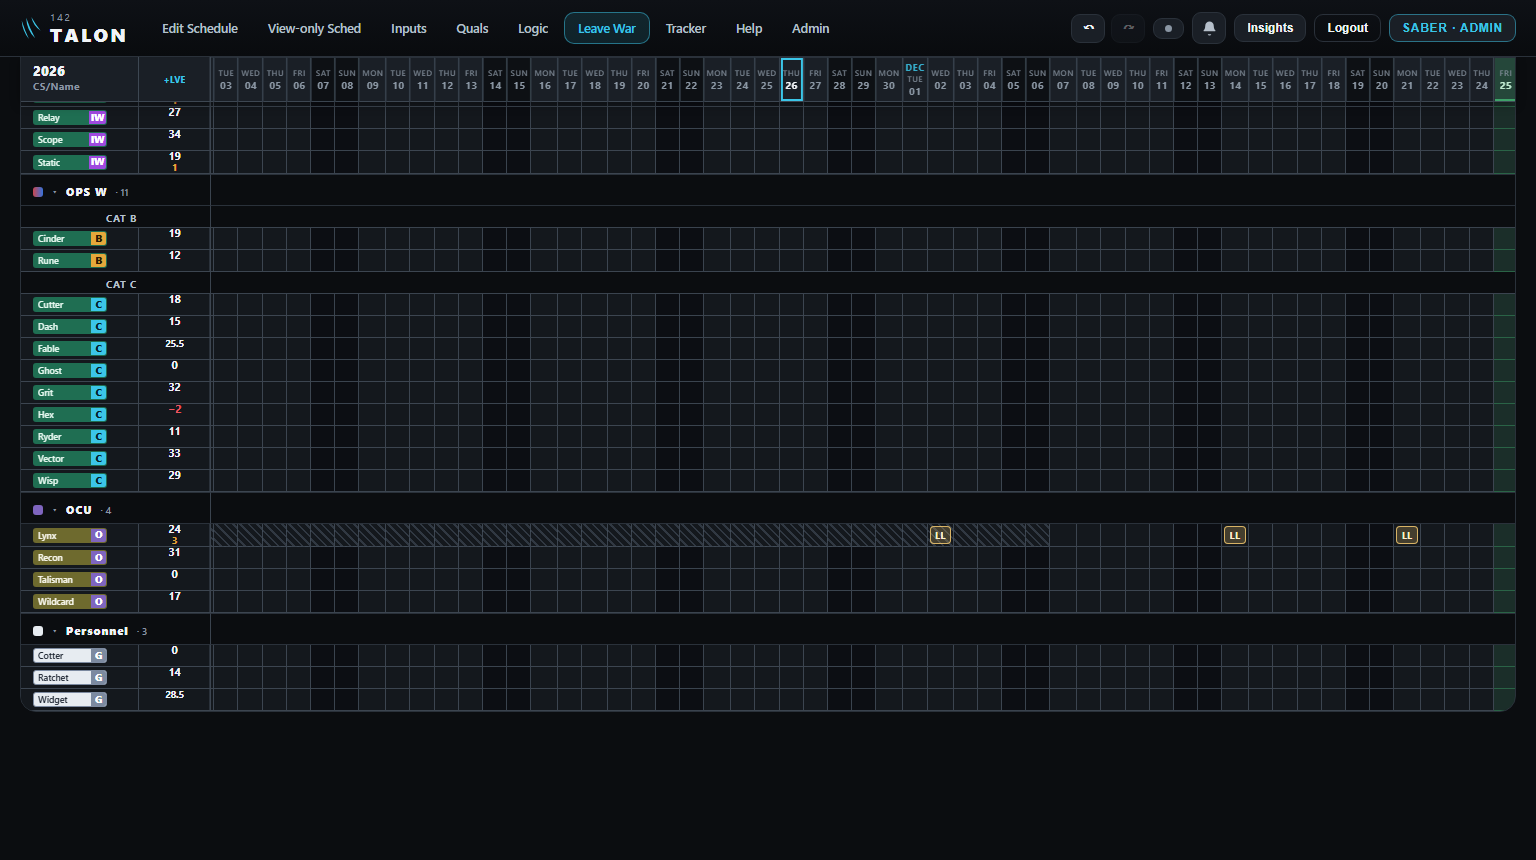 142
TALON
Edit Schedule
View-only Sched
Inputs
Quals
Logic
Leave War
Tracker
Help
Admin
Insights
Logout
SABER · ADMIN
2026
CS/Name
+LVE
TUE 03
WED 04
THU 05
FRI 06
SAT 07
SUN 08
MON 09
TUE 10
WED 11
THU 12
FRI 13
SAT 14
SUN 15
MON 16
TUE 17
WED 18
THU 19
FRI 20
SAT 21
SUN 22
MON 23
TUE 24
WED 25
THU 26
FRI 27
SAT 28
SUN 29
MON 30
DEC TUE 01
WED 02
THU 03
FRI 04
SAT 05
SUN 06
MON 07
TUE 08
WED 09
THU 10
FRI 11
SAT 12
SUN 13
MON 14
TUE 15
WED 16
THU 17
FRI 18
SAT 19
SUN 20
MON 21
TUE 22
WED 23
THU 24
FRI 25
Relay IW 27
Scope IW 34
Static IW 19
1
OPS W · 11
CAT B
Cinder B 19
Rune B 12
CAT C
Cutter C 18
Dash C 15
Fable C 25.5
Ghost C 0
Grit C 32
Hex C −2
Ryder C 11
Vector C 33
Wisp C 29
OCU · 4
Lynx O 24 LL LL LL
3
Recon O 31
Talisman O 0
Wildcard O 17
Personnel · 3
Cotter G 0
Ratchet G 14
Widget G 28.5